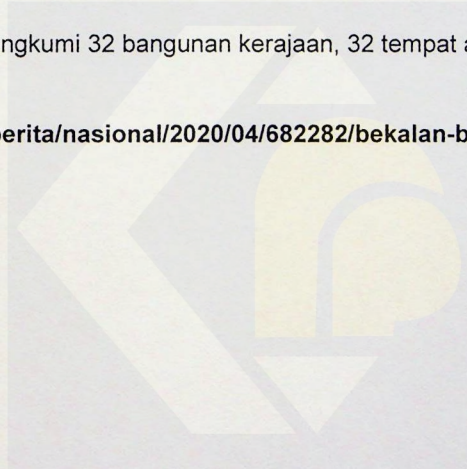 ngkumi 32 bangunan kerajaan, 32 tempat a
erita/nasional/2020/04/682282/bekalan-b